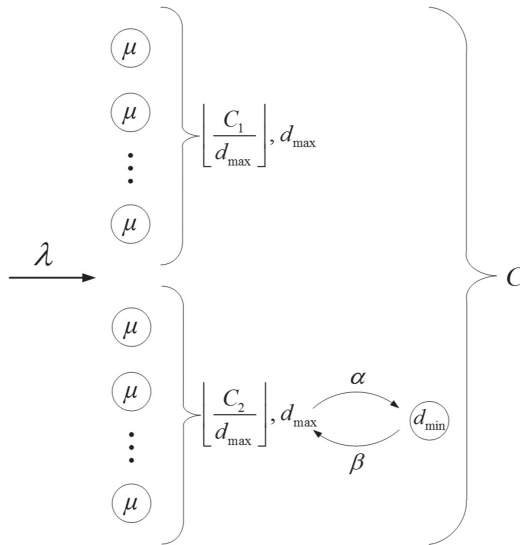 μ
μ
⋮
μ
⌊C₁/d_max⌋, d_max
λ
C
μ
μ
⋮
μ
⌊C₂/d_max⌋, d_max
α
β
d_min